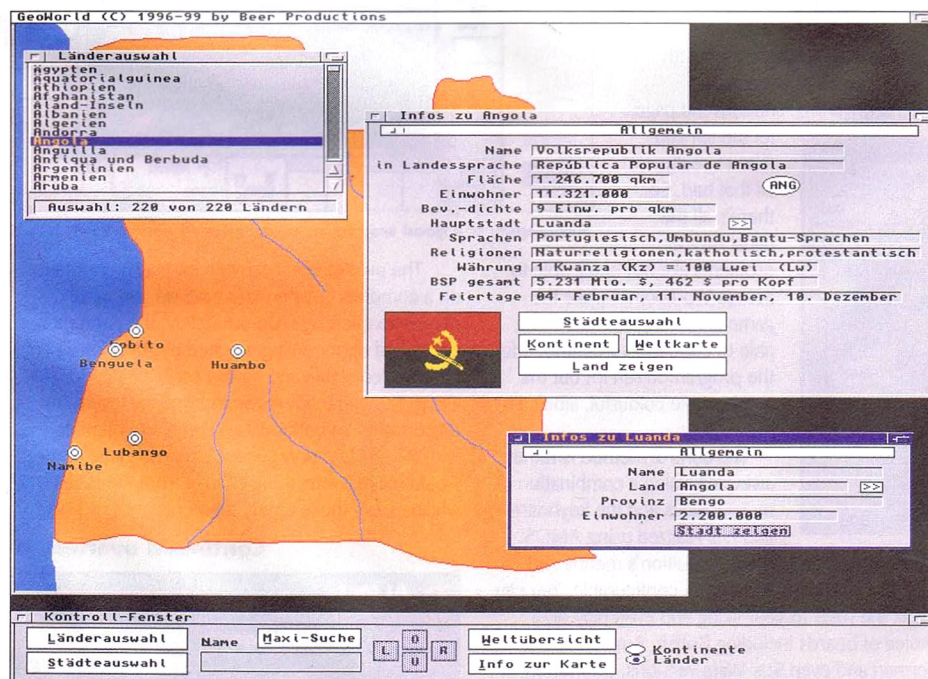 GeoWorld (C) 1996-99 by Beer Productions
Länderauswahl
Ägypten
Äquatorialguinea
Äthiopien
Afghanistan
Åland-Inseln
Albanien
Algerien
Andorra
Angola
Anguilla
Antiqua und Berbuda
Argentinien
Armenien
Aruba
Auswahl: 220 von 220 Ländern
Infos zu Angola
Allgemein
Name Volksrepublik Angola
in Landessprache República Popular de Angola
Fläche 1.246.700 qkm
ANG
Einwohner 11.321.000
Bev.-dichte 9 Einw. pro qkm
Hauptstadt Luanda >>
Sprachen Portugiesisch,Umbundu,Bantu-Sprachen
Religionen Naturreligionen,katholisch,protestantisch
Währung 1 Kwanza (Kz) = 100 Lwei (Lw)
BSP gesamt 5.231 Mio. $, 462 $ pro Kopf
Feiertage 04. Februar, 11. November, 10. Dezember
Städteauswahl
Kontinent Weltkarte
Land zeigen
Lobito
Benguela
Huambo
Lubango
Namibe
Infos zu Luanda
Allgemein
Name Luanda
Land Angola >>
Provinz Bengo
Einwohner 2.200.000
Stadt zeigen
Kontroll-Fenster
Länderauswahl Name Maxi-Suche O Weltübersicht Kontinente
L R
Städteauswahl U Info zur Karte Länder